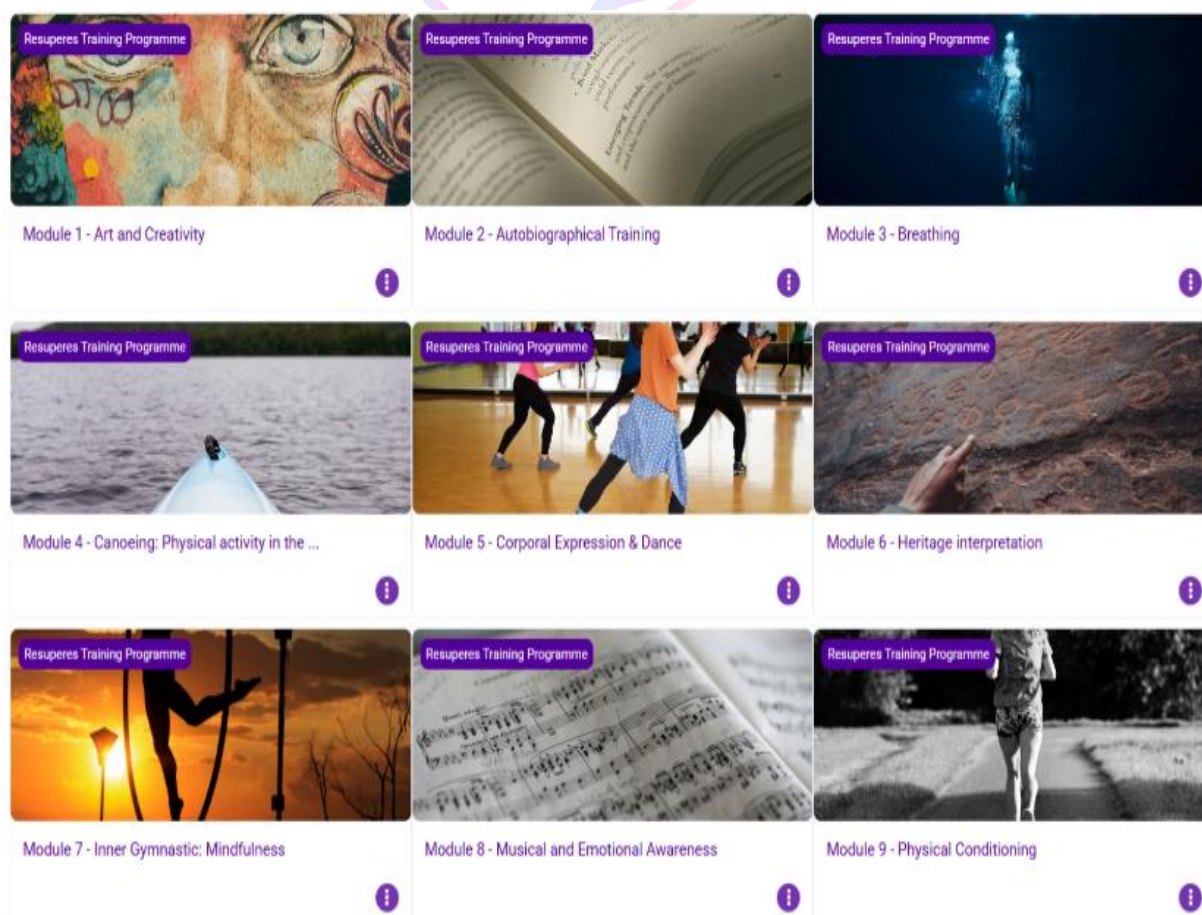 Resuperes Training Programme
Resuperes Training Programme
Resuperes Training Programme
Module 1 - Art and Creativity
Module 2 - Autobiographical Training
Module 3 - Breathing
Resuperes Training Programme
Resuperes Training Programme
Resuperes Training Programme
Module 4 - Canoeing: Physical activity in the ...
Module 5 - Corporal Expression & Dance
Module 6 - Heritage interpretation
Resuperes Training Programme
Resuperes Training Programme
Resuperes Training Programme
Module 7 - Inner Gymnastic: Mindfulness
Module 8 - Musical and Emotional Awareness
Module 9 - Physical Conditioning